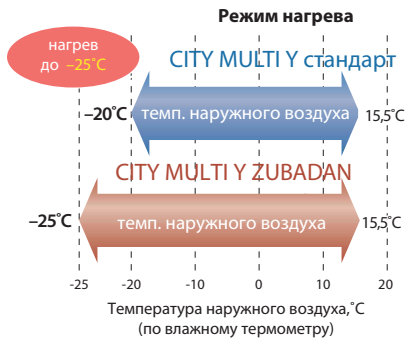 Режим нагрева
нагрев
до –25˚C
CITY MULTI Y стандарт
–20˚C
темп. наружного воздуха
15,5˚C
CITY MULTI Y ZUBADAN
–25˚C
темп. наружного воздуха
15,5˚C
-25 -20 -10 0 10 20
Температура наружного воздуха,˚C
(по влажному термометру)